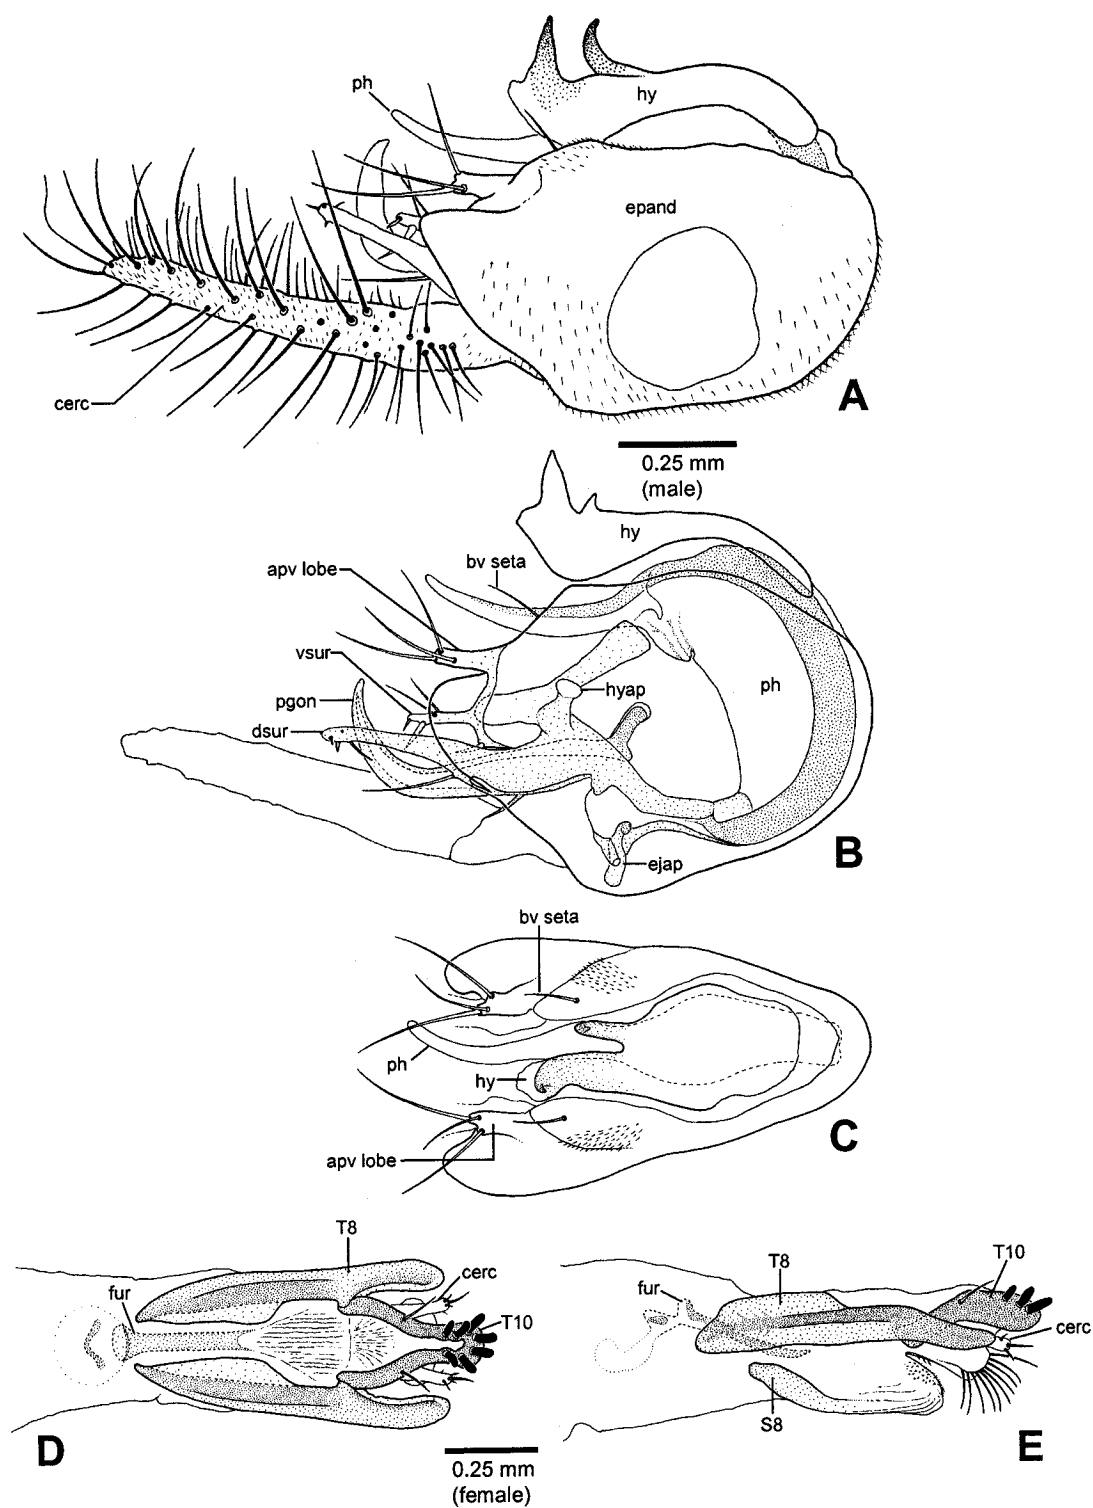 ph
hy
epand
cerc
A
0.25 mm
(male)
hy
bv seta
apv lobe
vsur
hyap
ph
pgon
dsur
B
ejap
bv seta
ph
hy
C
apv lobe
T8
cerc
fur
T10
D
0.25 mm
(female)
T10
T8
fur
cerc
S8
E